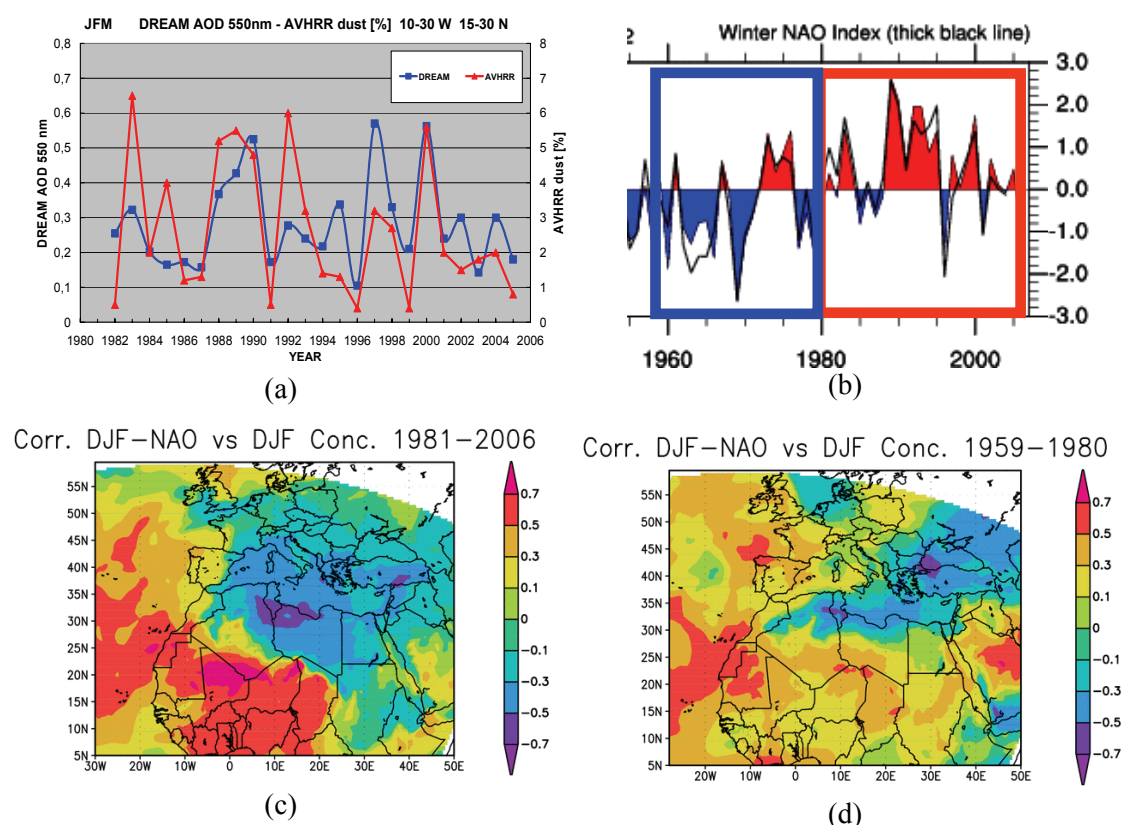 JFM DREAM AOD 550nm - AVHRR dust [%] 10-30 W 15-30 N
0,8
0,7
0,6
0,5
0,4
0,3
0,2
0,1
0
DREAM AOD 550 nm
DREAM AVHRR
8
7
6
5
4
3
2
1
0
AVHRR dust [%]
1980 1982 1984 1986 1988 1990 1992 1994 1996 1998 2000 2002 2004 2006
YEAR
(a)
2 Winter NAO Index (thick black line)
3.0
2.0
1.0
0.0
-1.0
-2.0
-3.0
1960 1980 2000
(b)
Corr. DJF-NAO vs DJF Conc. 1981-2006
55N
50N
45N
40N
35N
30N
25N
20N
15N
10N
5N
30W 20W 10W 0 10E 20E 30E 40E 50E
0.7
0.5
0.3
0.1
0
-0.1
-0.3
-0.5
-0.7
(c)
Corr. DJF-NAO vs DJF Conc. 1959-1980
55N
50N
45N
40N
35N
30N
25N
20N
15N
10N
5N
20W 10W 0 10E 20E 30E 40E 50E
0.7
0.5
0.3
0.1
0
-0.1
-0.3
-0.5
-0.7
(d)